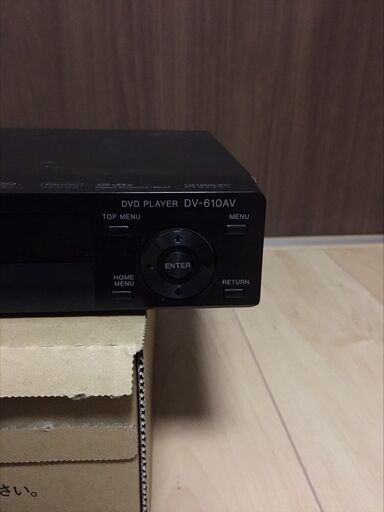 DVD PLAYER DV-610AV
TOP MENU
MENU
ENTER
HOME
MENU
RETURN
さい。